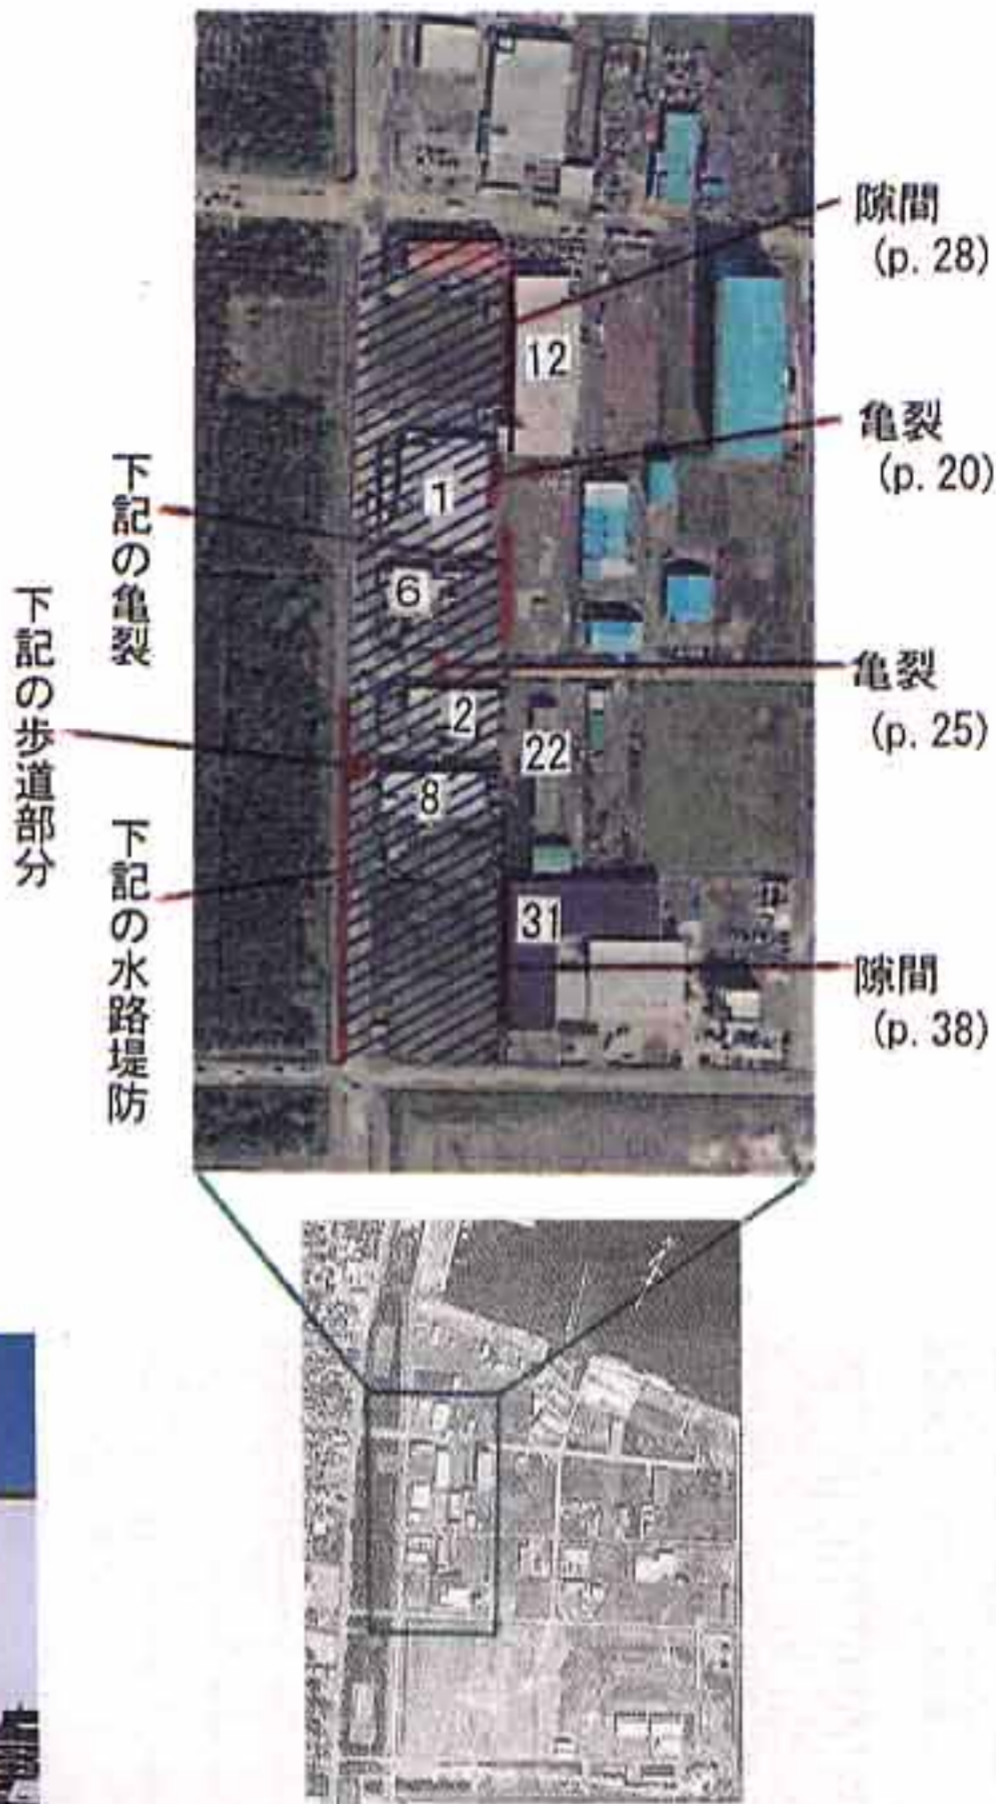 隙間
(p. 28)
12
亀裂
(p. 20)
1
下記の亀裂
6
下記の歩道部分
亀裂
(p. 25)
2
22
8
下記の水路堤防
31
隙間
(p. 38)